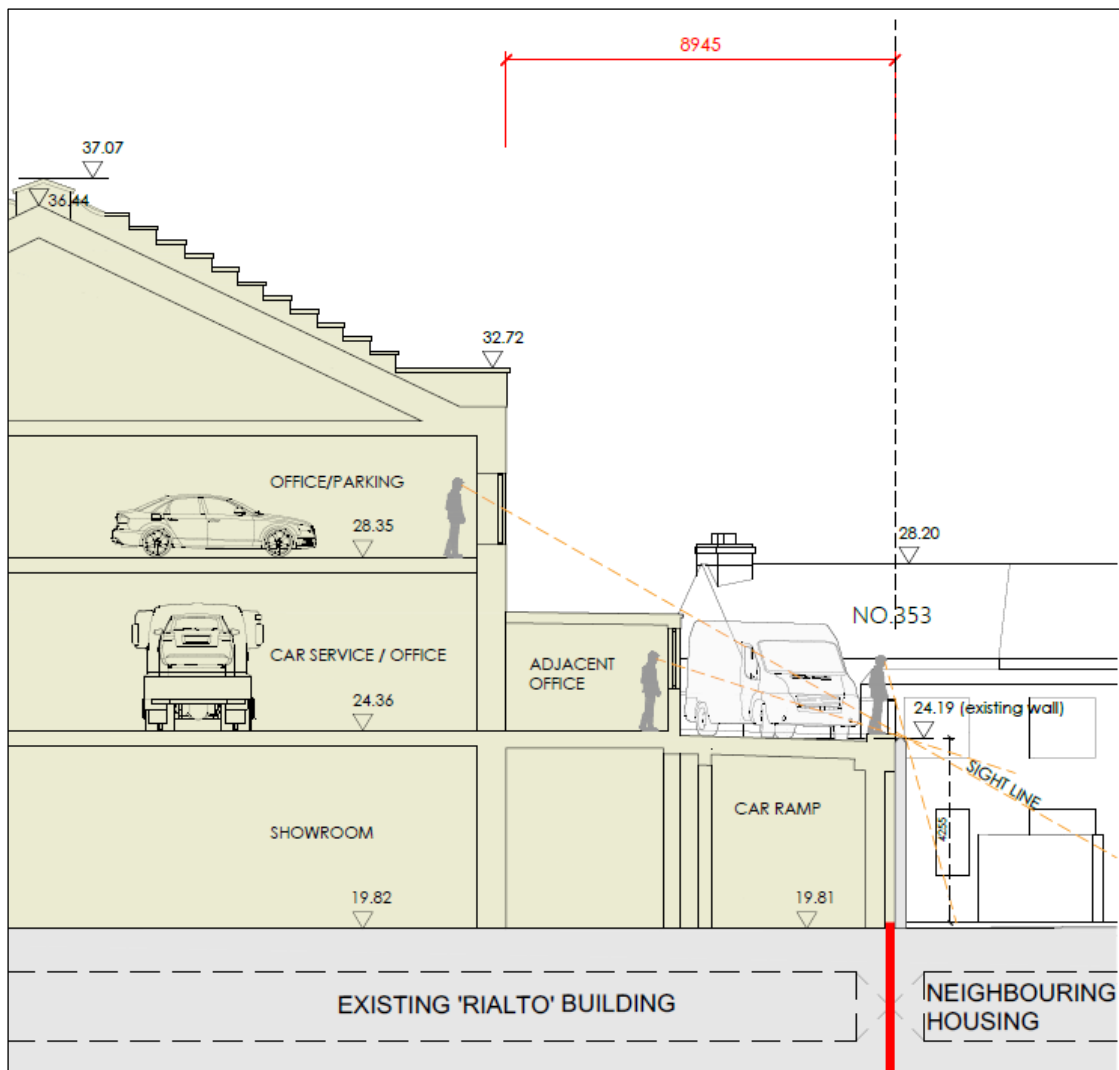 8945
37.07
36.44
32.72
OFFICE/PARKING
28.35
28.20
NO.353
CAR SERVICE / OFFICE
ADJACENT
OFFICE
24.36
24.19 (existing wall)
SIGHT LINE
CAR RAMP
4255
SHOWROOM
19.82
19.81
EXISTING 'RIALTO' BUILDING
NEIGHBOURING
HOUSING